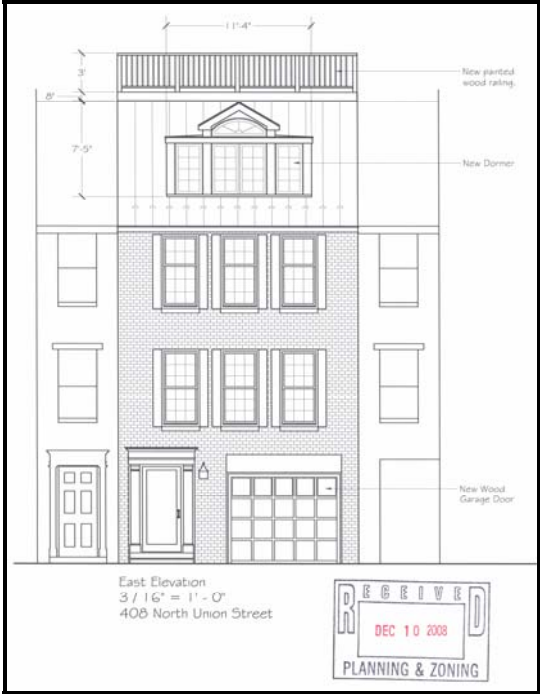 11'-4"
3'
8"
7'-5"
New painted
wood railing.
New Dormer
New Wood
Garage Door
East Elevation
3 / 16" = 1' - 0"
408 North Union Street
RECEIVED
DEC 10 2008
PLANNING & ZONING